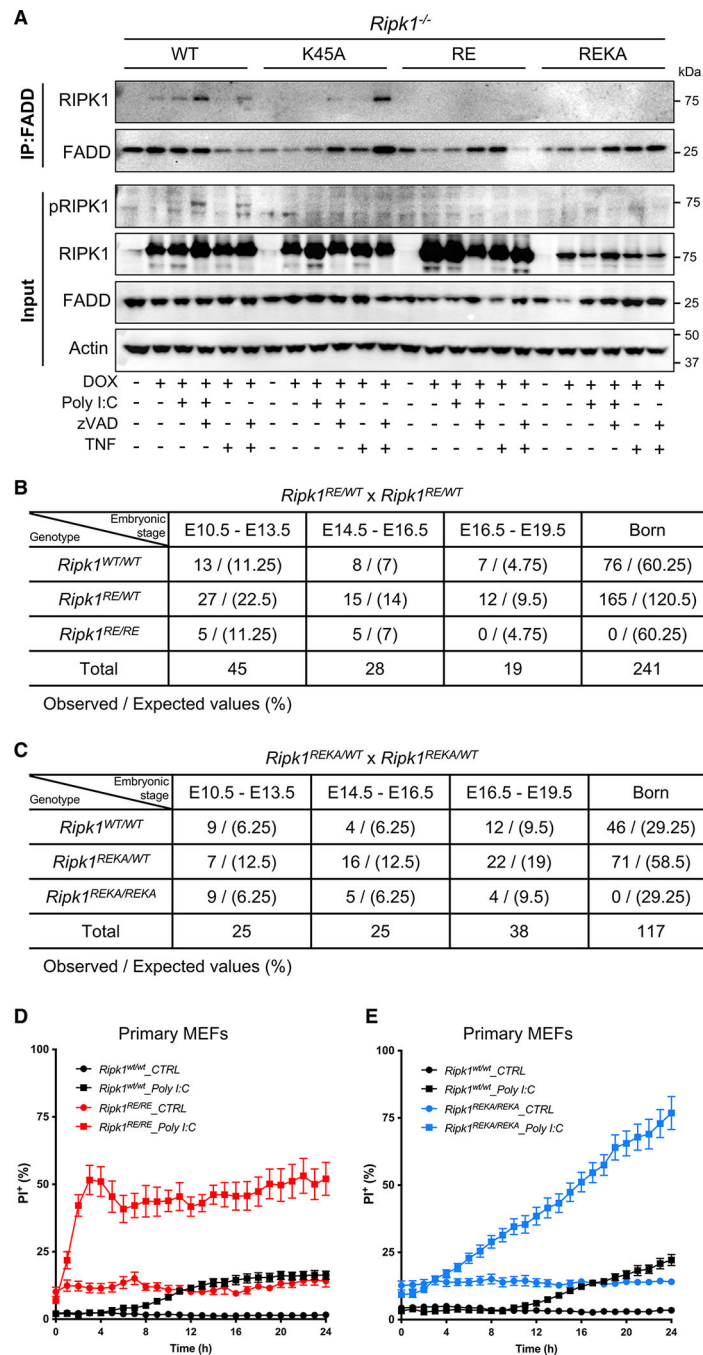 A
Ripk1-/-
WT K45A RE REKA
kDa
IP:FADD
RIPK1 75
FADD 25
Input
pRIPK1 75
RIPK1 75
FADD 25
Actin 50
37
DOX - + + + + + - + + + + + - + + + + + - + + + + +
Poly I:C - - + + - - - - + + - - - - + + - - - - + + - -
zVAD - - - + - + - - - + - + - - - + - + - - - + - +
TNF - - - - + + - - - - + + - - - - + + - - - - + +
B
Ripk1RE/WT x Ripk1RE/WT
Genotype Embryonic stage E10.5 - E13.5 E14.5 - E16.5 E16.5 - E19.5 Born
Ripk1WT/WT 13 / (11.25) 8 / (7) 7 / (4.75) 76 / (60.25)
Ripk1RE/WT 27 / (22.5) 15 / (14) 12 / (9.5) 165 / (120.5)
Ripk1RE/RE 5 / (11.25) 5 / (7) 0 / (4.75) 0 / (60.25)
Total 45 28 19 241
Observed / Expected values (%)
C
Ripk1REKA/WT x Ripk1REKA/WT
Genotype Embryonic stage E10.5 - E13.5 E14.5 - E16.5 E16.5 - E19.5 Born
Ripk1WT/WT 9 / (6.25) 4 / (6.25) 12 / (9.5) 46 / (29.25)
Ripk1REKA/WT 7 / (12.5) 16 / (12.5) 22 / (19) 71 / (58.5)
Ripk1REKA/REKA 9 / (6.25) 5 / (6.25) 4 / (9.5) 0 / (29.25)
Total 25 25 38 117
Observed / Expected values (%)
D
Primary MEFs
Ripk1wt/wt_CTRL
Ripk1wt/wt_Poly I:C
Ripk1RE/RE_CTRL
Ripk1RE/RE_Poly I:C
PI+ (%)
100
75
50
25
0
0 4 8 12 16 20 24
Time (h)
E
Primary MEFs
Ripk1wt/wt_CTRL
Ripk1wt/wt_Poly I:C
Ripk1REKA/REKA_CTRL
Ripk1REKA/REKA_Poly I:C
PI+ (%)
100
75
50
25
0
0 4 8 12 16 20 24
Time (h)